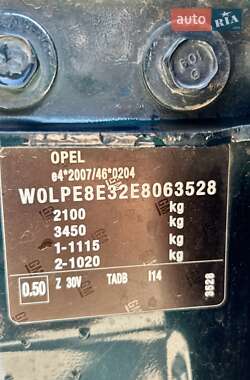 AUTO
RIA
OPEL
e4*2007/46*0204
W0LPE8E32E8063528
2100 kg
3450 kg
1-1115 kg
2-1020 kg
0.50 Z 30V TADB I14 3528